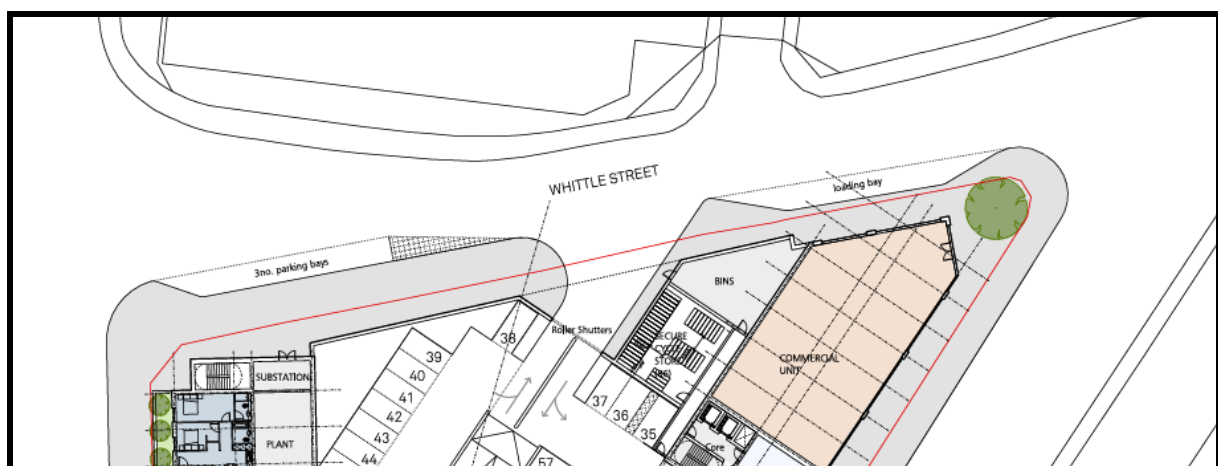 WHITTLE STREET
loading bay
3no. parking bays
BINS
Roller Shutters
38
SECURE
CYCLE
STORE
39
40
41
42
43
44
COMMERCIAL
UNIT
SUBSTATION
PLANT
37
36
35
Core
57